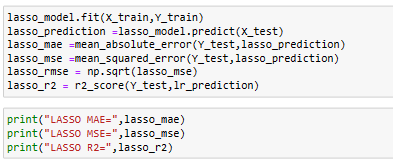 lasso_model.fit(X_train,Y_train)
lasso_prediction =lasso_model.predict(X_test)
lasso_mae =mean_absolute_error(Y_test,lasso_prediction)
lasso_mse =mean_squared_error(Y_test,lasso_prediction)
lasso_rmse = np.sqrt(lasso_mse)
lasso_r2 = r2_score(Y_test,lr_prediction)
print("LASSO MAE=",lasso_mae)
print("LASSO MSE=",lasso_mse)
print("LASSO R2=",lasso_r2)